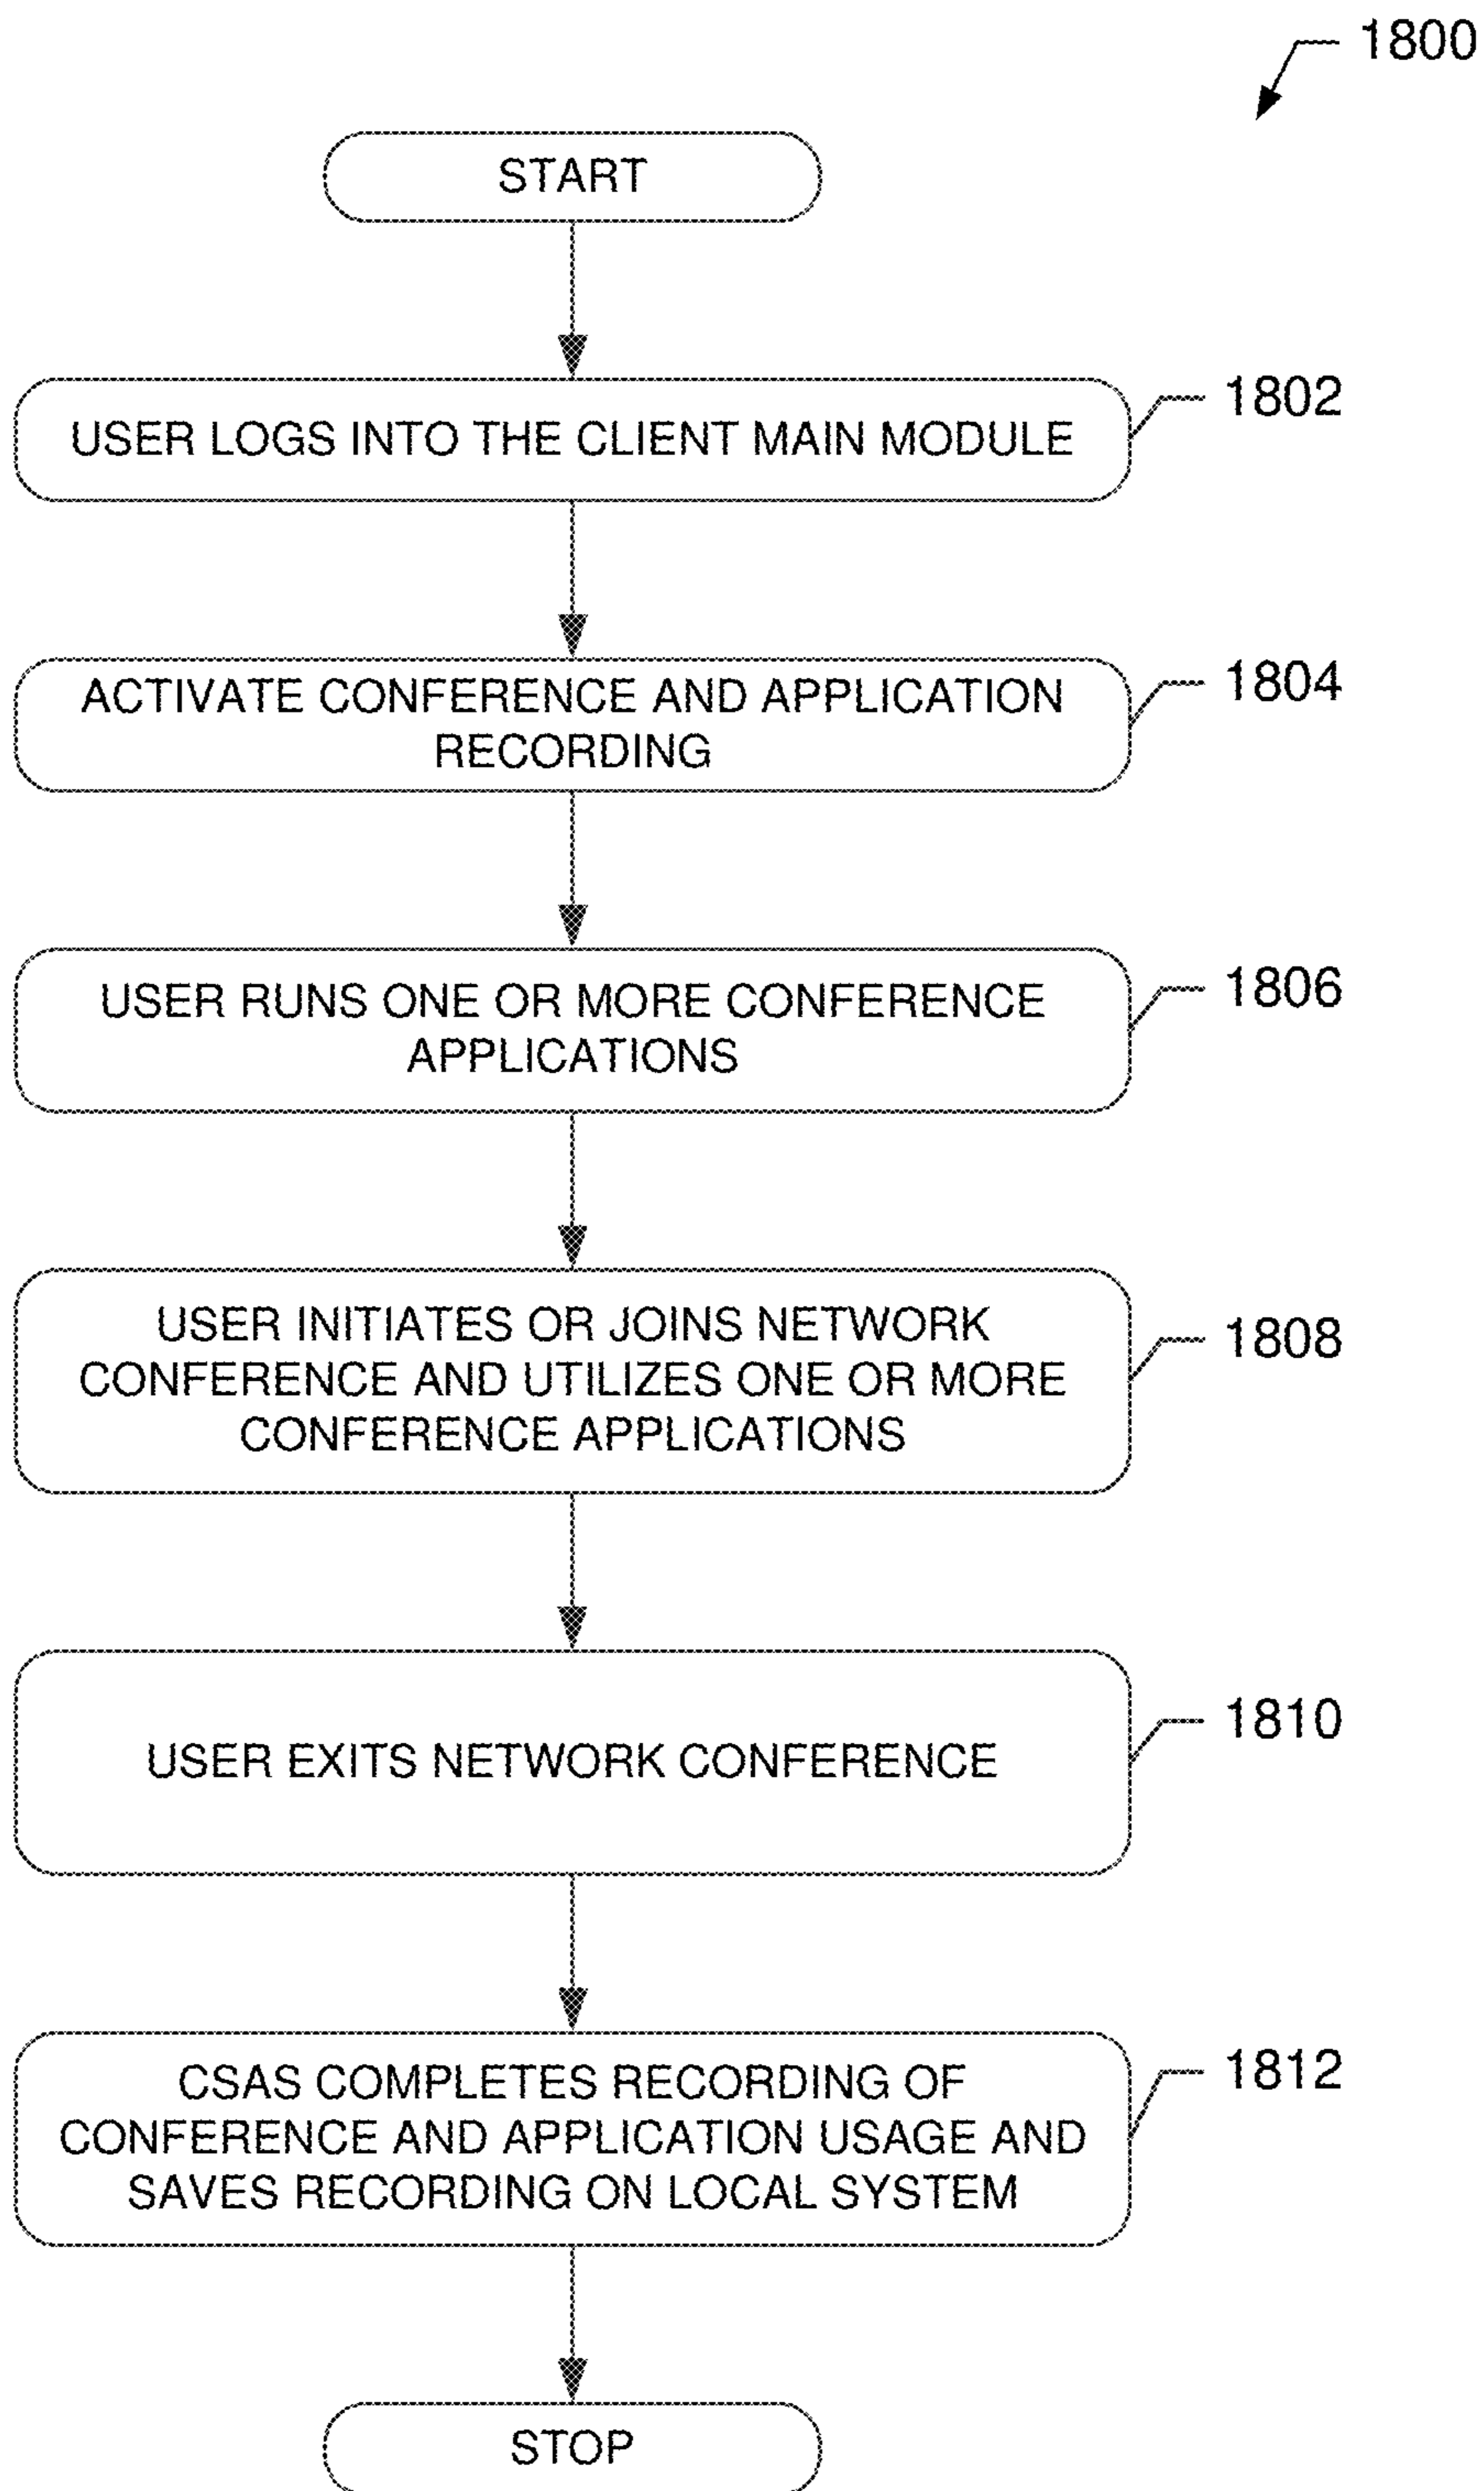 1800
START
USER LOGS INTO THE CLIENT MAIN MODULE
1802
ACTIVATE CONFERENCE AND APPLICATION
RECORDING
1804
USER RUNS ONE OR MORE CONFERENCE
APPLICATIONS
1806
USER INITIATES OR JOINS NETWORK
CONFERENCE AND UTILIZES ONE OR MORE
CONFERENCE APPLICATIONS
1808
USER EXITS NETWORK CONFERENCE
1810
CSAS COMPLETES RECORDING OF
CONFERENCE AND APPLICATION USAGE AND
SAVES RECORDING ON LOCAL SYSTEM
1812
STOP